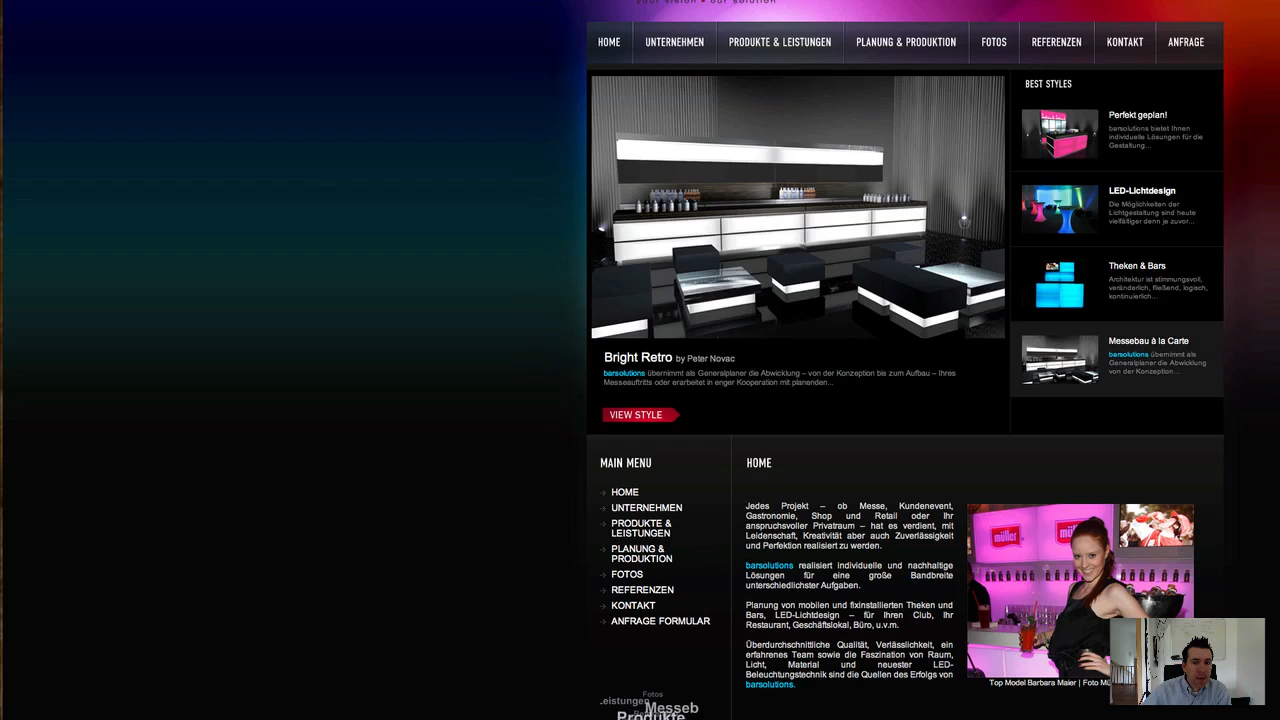 your vision • our solution
HOME
UNTERNEHMEN
PRODUKTE & LEISTUNGEN
PLANUNG & PRODUKTION
FOTOS
REFERENZEN
KONTAKT
ANFRAGE
BEST STYLES
Perfekt geplan!
barsolutions bietet Ihnen
individuelle Lösungen für die
Gestaltung...
LED-Lichtdesign
Die Möglichkeiten der
Lichtgestaltung sind heute
vielfältiger denn je zuvor...
Theken & Bars
Architektur ist stimmungsvoll,
veränderlich, fließend, logisch,
kontinuierlich...
Messebau à la Carte
barsolutions übernimmt als
Generalplaner die Abwicklung
von der Konzeption...
Bright Retro by Peter Novac
barsolutions übernimmt als Generalplaner die Abwicklung – von der Konzeption bis zum Aufbau – Ihres
Messeauftritts oder erarbeitet in enger Kooperation mit planenden...
VIEW STYLE
MAIN MENU
HOME
UNTERNEHMEN
PRODUKTE &
LEISTUNGEN
PLANUNG &
PRODUKTION
FOTOS
REFERENZEN
KONTAKT
ANFRAGE FORMULAR
Fotos
Leistungen
Messeb
Produkte
HOME
Jedes Projekt – ob Messe, Kundenevent,
Gastronomie, Shop und Retail oder Ihr
anspruchsvoller Privatraum – hat es verdient, mit
Leidenschaft, Kreativität aber auch Zuverlässigkeit
und Perfektion realisiert zu werden.
barsolutions realisiert individuelle und nachhaltige
Lösungen für eine große Bandbreite
unterschiedlichster Aufgaben.
Planung von mobilen und fixinstallierten Theken und
Bars, LED-Lichtdesign – für Ihren Club, Ihr
Restaurant, Geschäftslokal, Büro, u.v.m.
Überdurchschnittliche Qualität, Verlässlichkeit, ein
erfahrenes Team sowie die Faszination von Raum,
Licht, Material und neuester LED-
Beleuchtungstechnik sind die Quellen des Erfolgs von
barsolutions.
müller
müller
Top Model Barbara Maier | Foto Mü